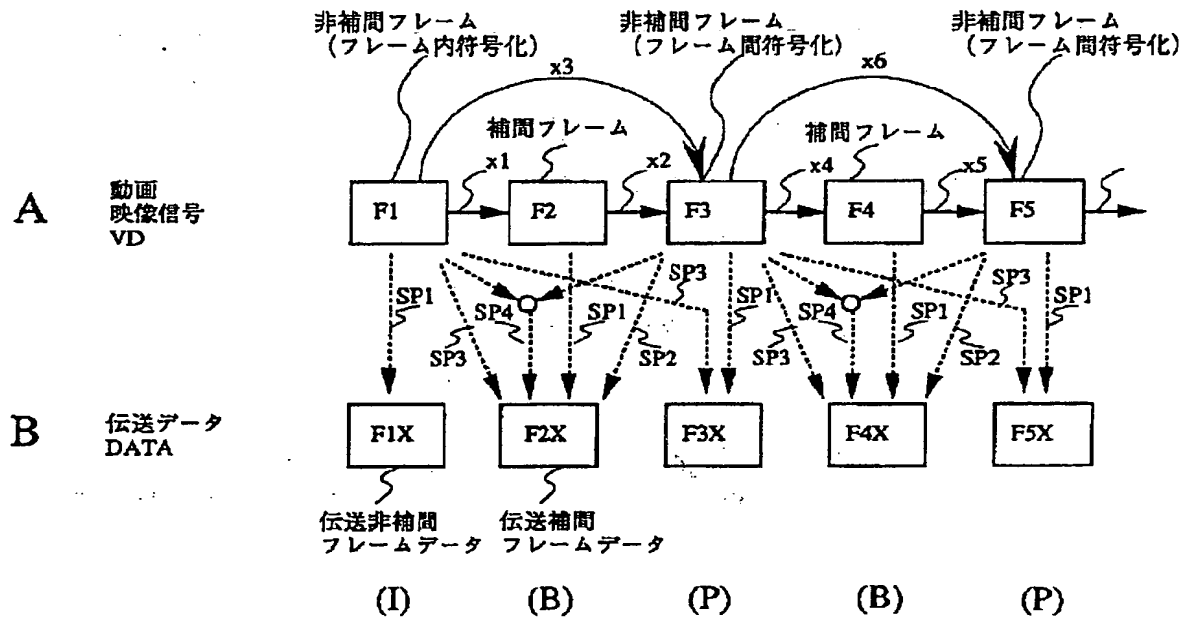 非補間フレーム
(フレーム内符号化)
非補間フレーム
(フレーム間符号化)
非補間フレーム
(フレーム間符号化)
x3
x6
補間フレーム
補間フレーム
x1
x2
x4
x5
A
動画
映像信号
VD
F1
F2
F3
F4
F5
SP1
SP3
SP4
SP1
SP2
SP3
SP1
SP3
SP4
SP1
SP2
SP3
SP1
B
伝送データ
DATA
F1X
F2X
F3X
F4X
F5X
伝送非補間
フレームデータ
伝送補間
フレームデータ
(I)
(B)
(P)
(B)
(P)